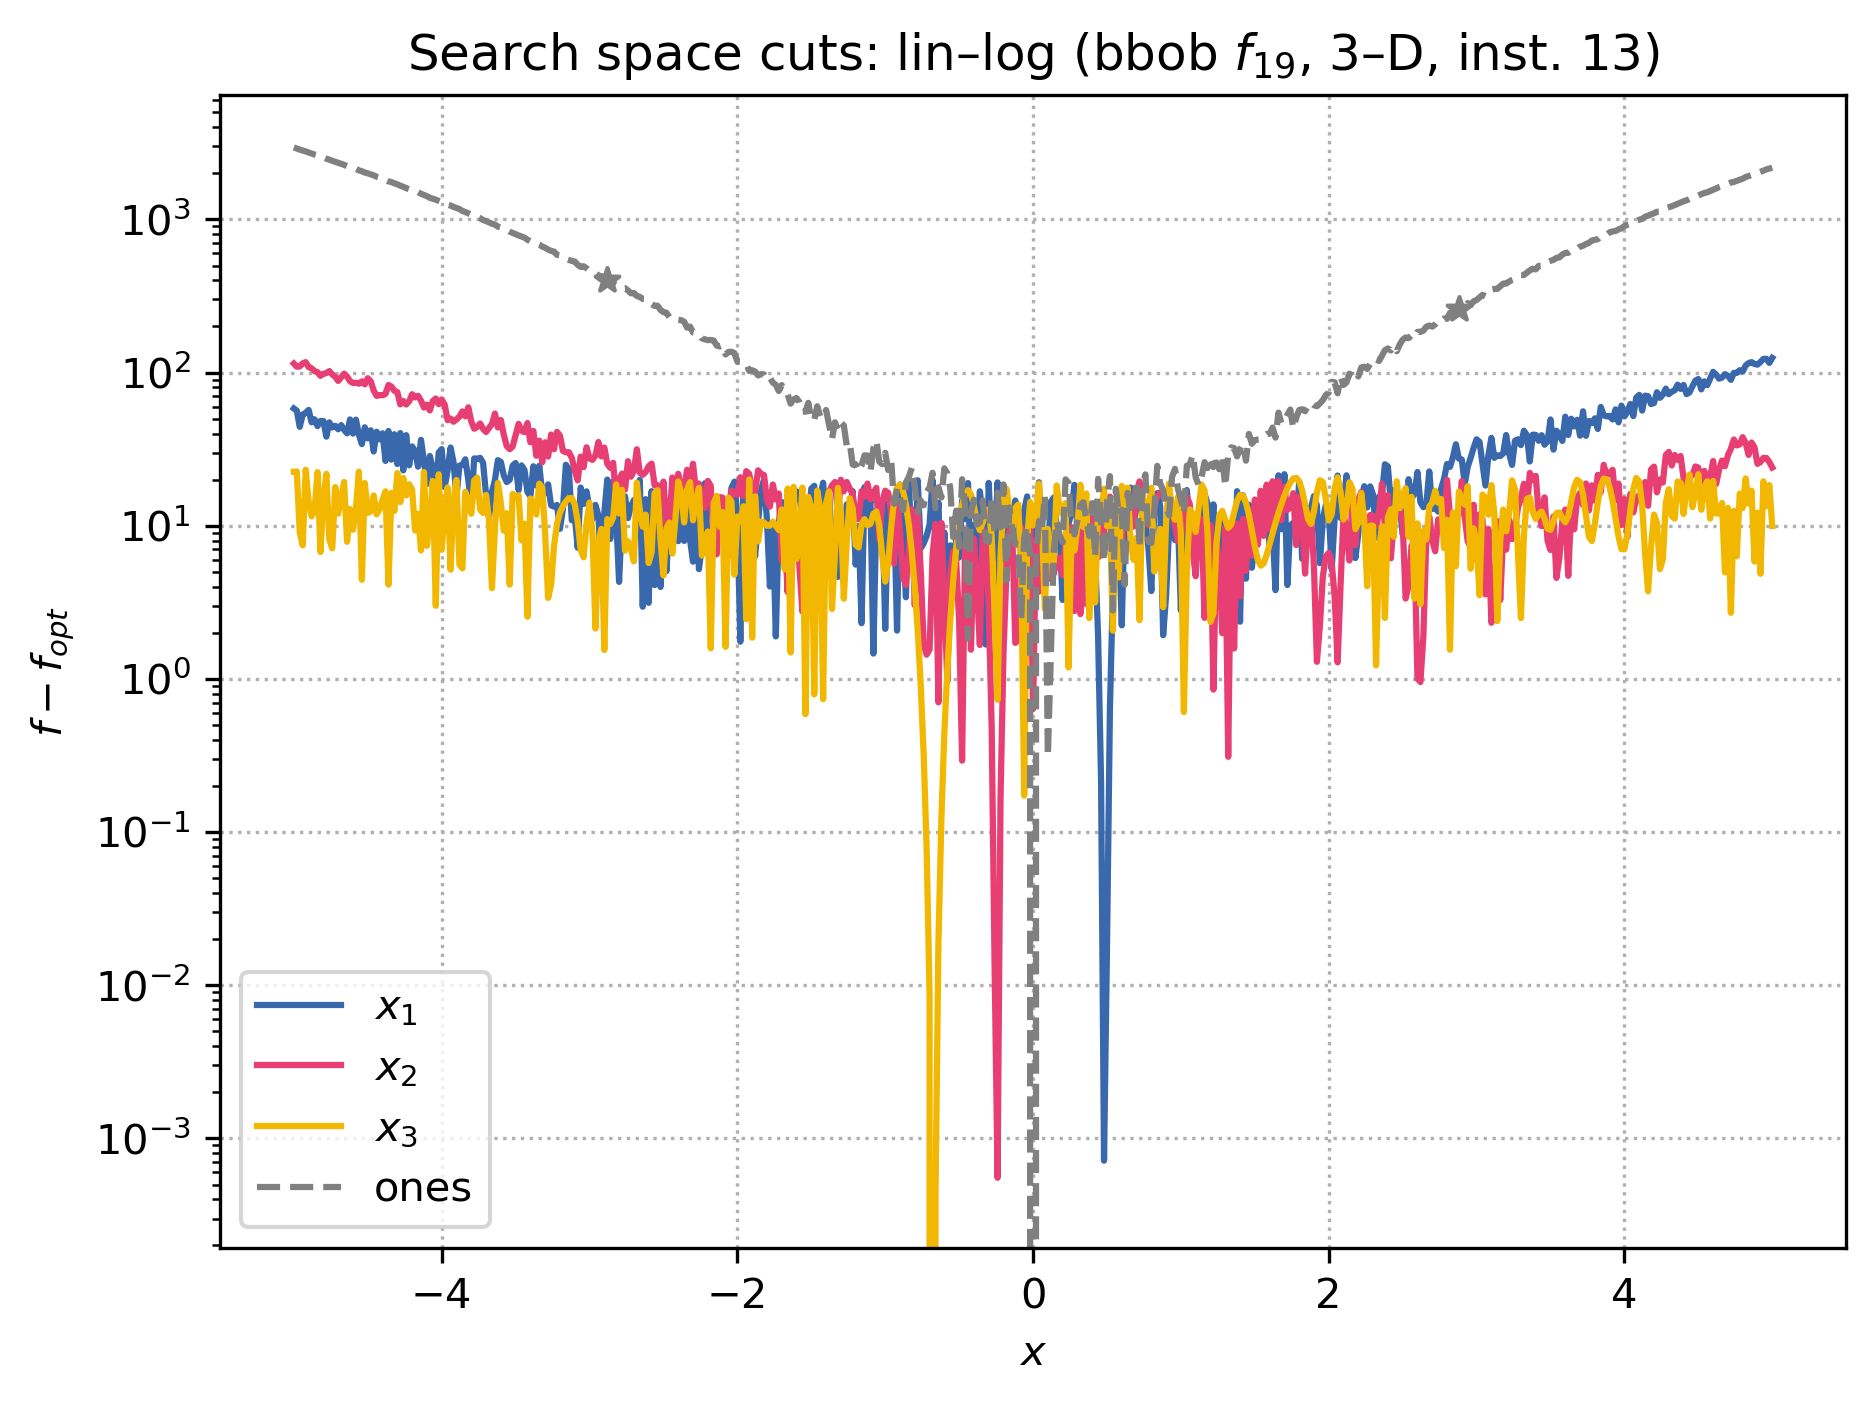 Search space cuts: lin–log (bbob f19, 3–D, inst. 13)
f − fopt
10^3
10^2
10^1
10^0
10^−1
10^−2
10^−3
x1
x2
x3
ones
−4
−2
0
2
4
x